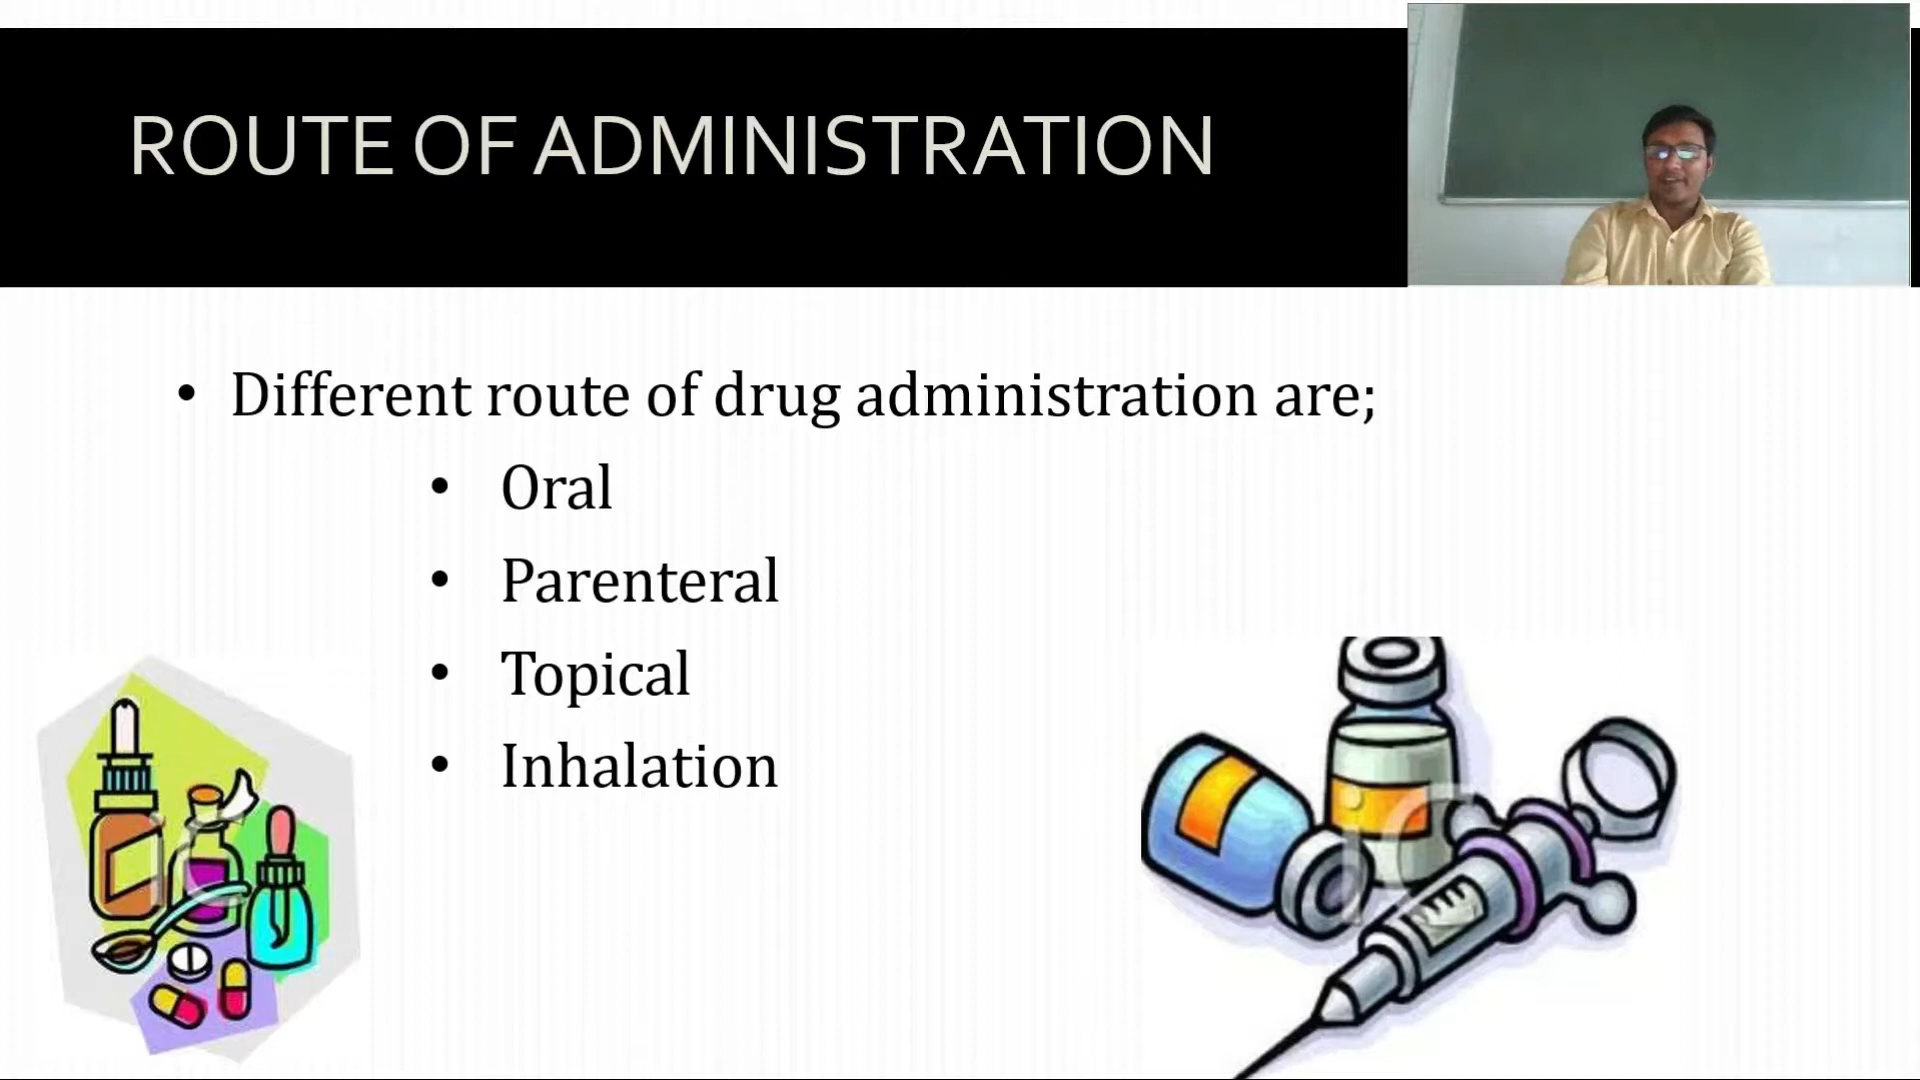 ROUTE OF ADMINISTRATION
• Different route of drug administration are;
• Oral
• Parenteral
• Topical
• Inhalation